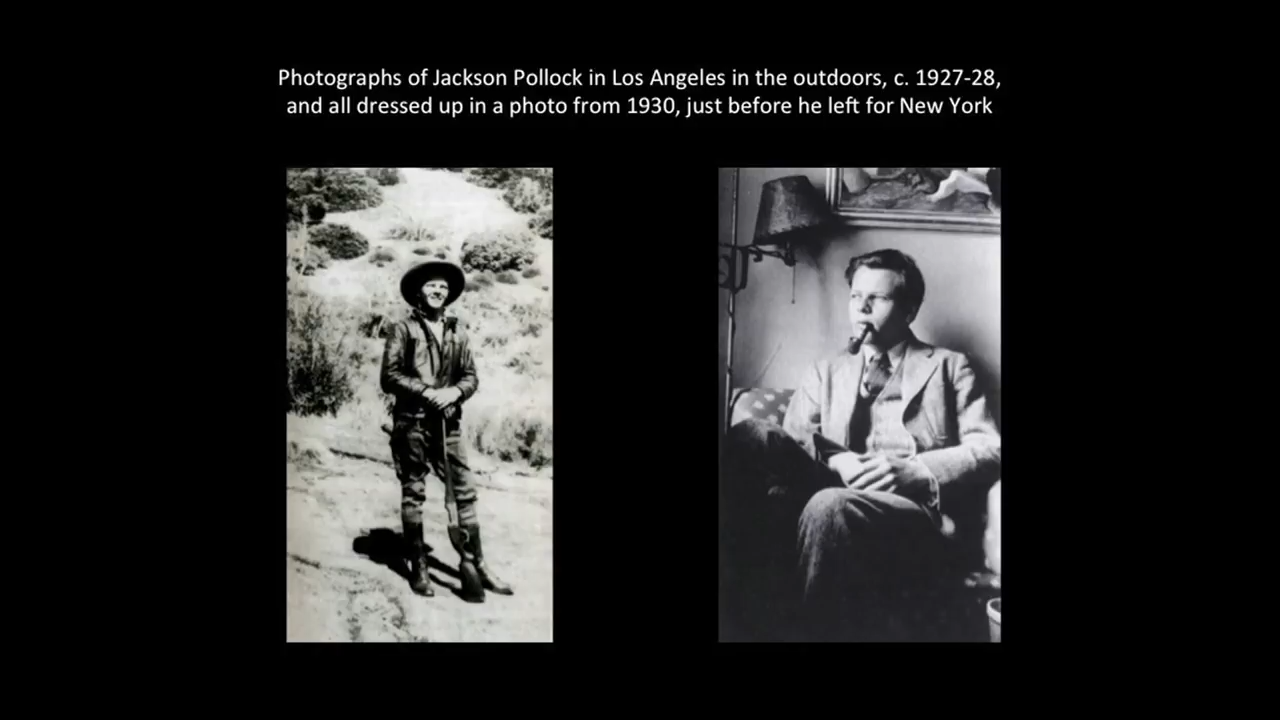 Photographs of Jackson Pollock in Los Angeles in the outdoors, c. 1927-28,
and all dressed up in a photo from 1930, just before he left for New York